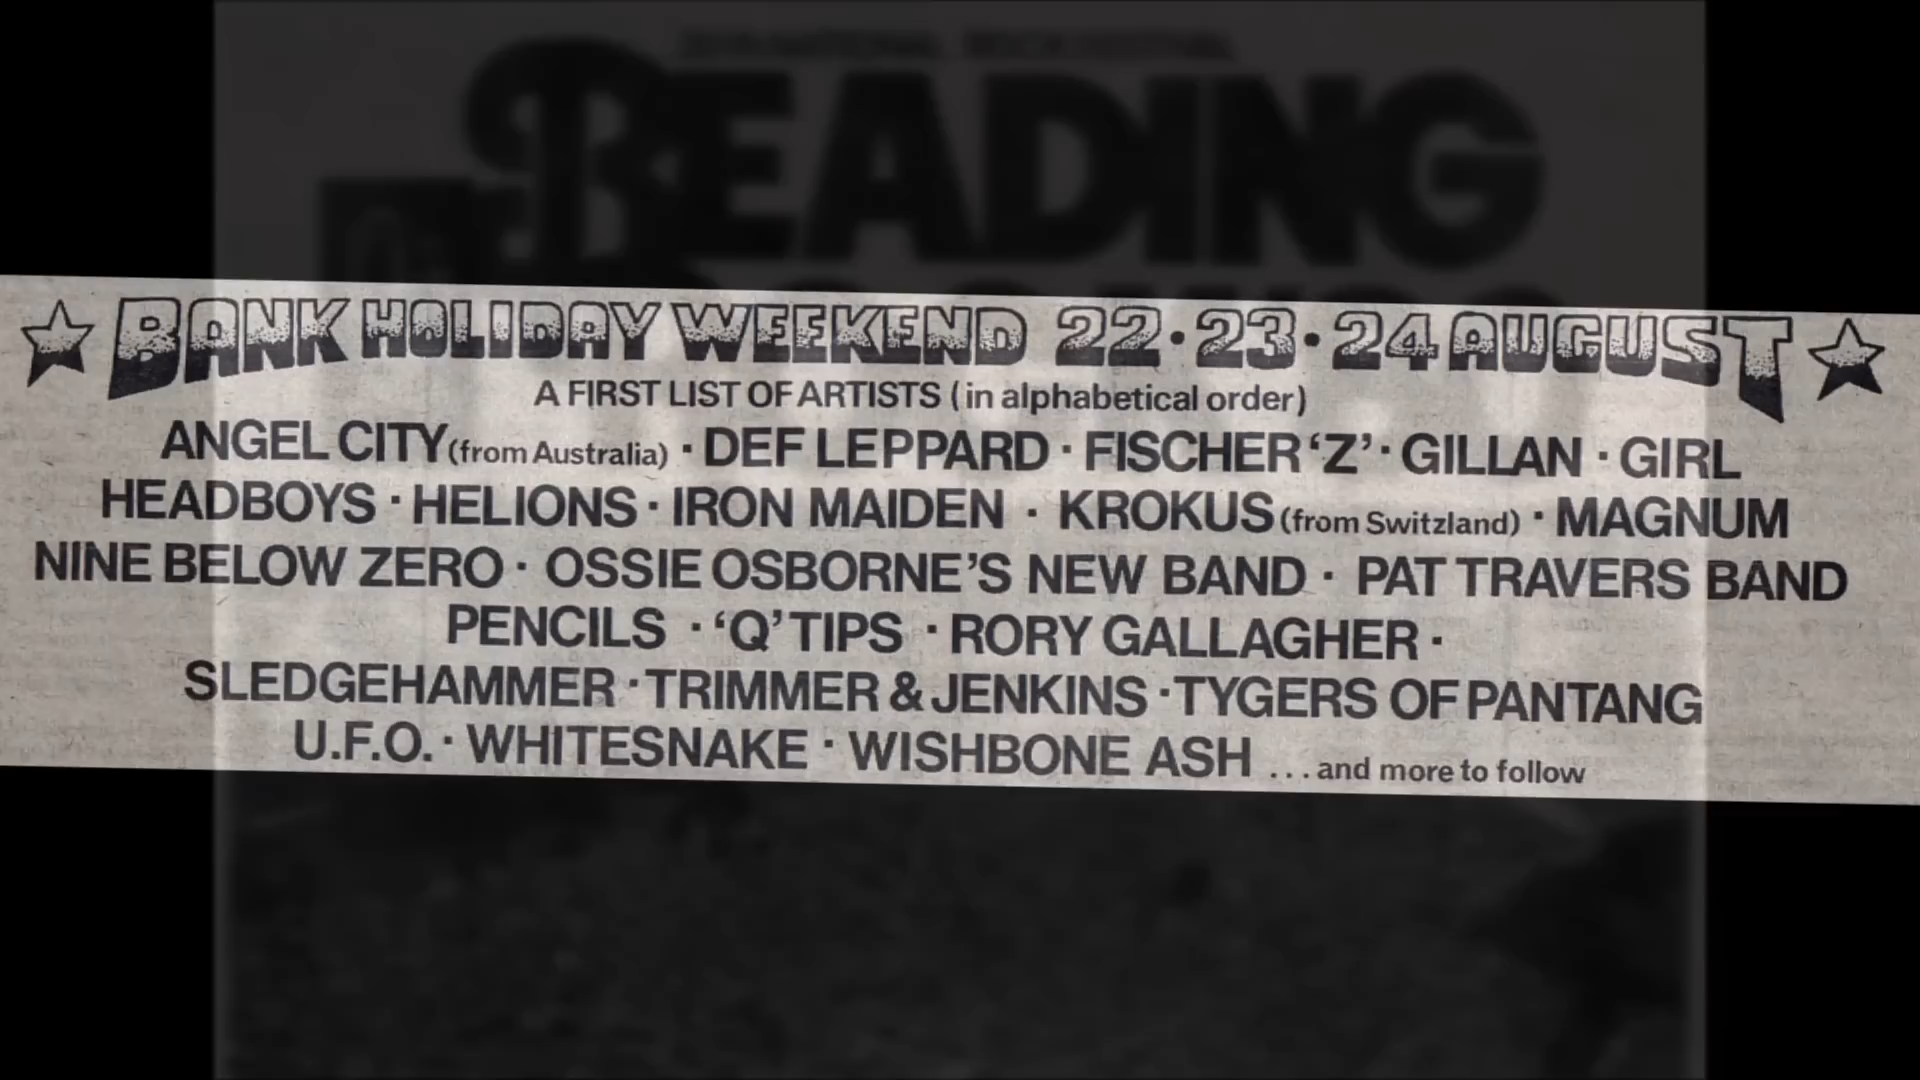 READING
BANK HOLIDAY WEEKEND 22·23·24 AUGUST
A FIRST LIST OF ARTISTS (in alphabetical order)
ANGEL CITY (from Australia) · DEF LEPPARD · FISCHER ‘Z’ · GILLAN · GIRL
HEADBOYS · HELIONS · IRON MAIDEN · KROKUS (from Switzland) · MAGNUM
NINE BELOW ZERO · OSSIE OSBORNE’S NEW BAND · PAT TRAVERS BAND
PENCILS · ‘Q’ TIPS · RORY GALLAGHER ·
SLEDGEHAMMER · TRIMMER & JENKINS · TYGERS OF PANTANG
U.F.O. · WHITESNAKE · WISHBONE ASH ...and more to follow